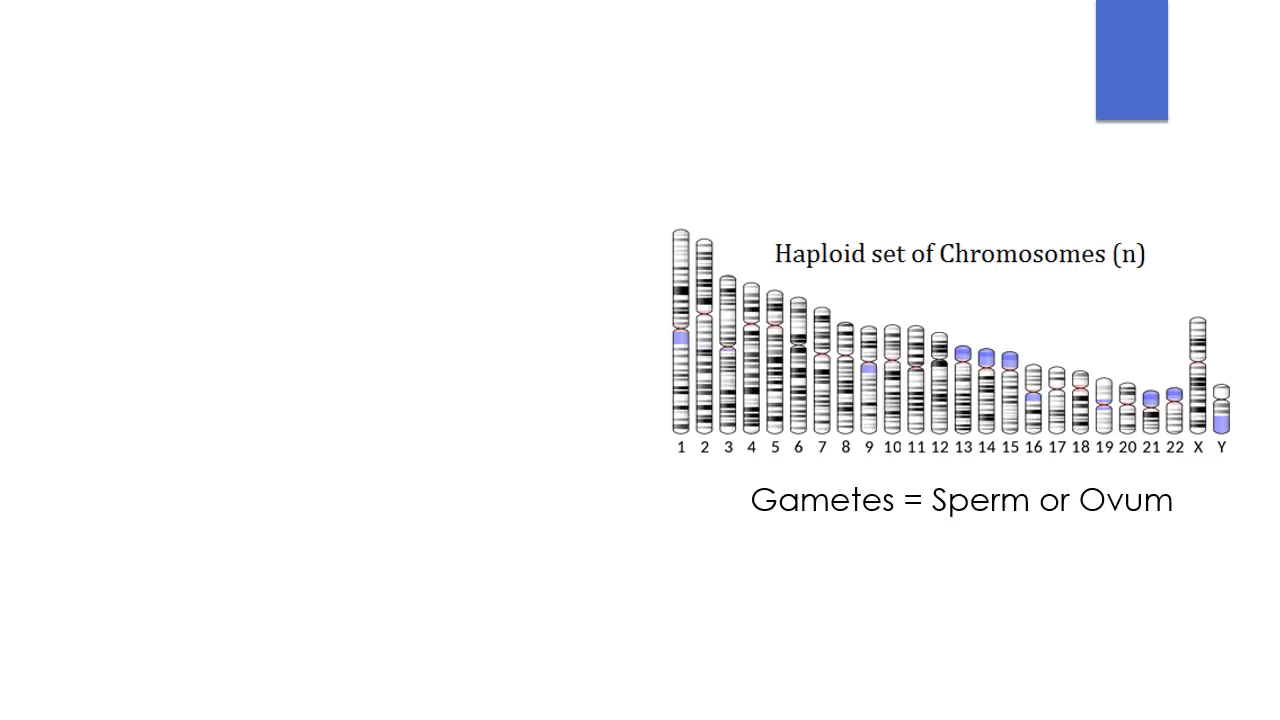 Haploid set of Chromosomes (n)
1 2 3 4 5 6 7 8 9 10 11 12 13 14 15 16 17 18 19 20 21 22 X Y
Gametes = Sperm or Ovum